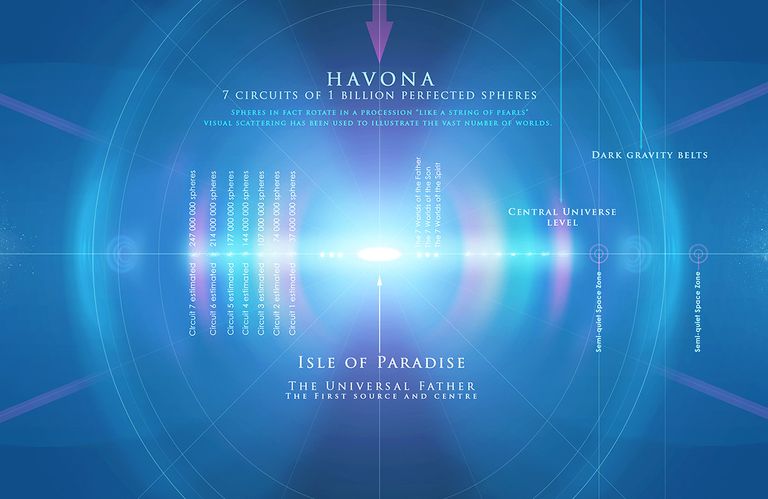 HAVONA
7 CIRCUITS OF 1 BILLION PERFECTED SPHERES
SPHERES IN FACT ROTATE IN A PROCESSION "LIKE A STRING OF PEARLS"
VISUAL SCATTERING HAS BEEN USED TO ILLUSTRATE THE VAST NUMBER OF WORLDS.
DARK GRAVITY BELTS
CENTRAL UNIVERSE
LEVEL
Circuit 7 estimated 247 000 000 spheres
Circuit 6 estimated 214 000 000 spheres
Circuit 5 estimated 177 000 000 spheres
Circuit 4 estimated 144 000 000 spheres
Circuit 3 estimated 107 000 000 spheres
Circuit 2 estimated 74 000 000 spheres
Circuit 1 estimated 37 000 000 spheres
The 7 Worlds of the Father
The 7 Worlds of the Son
The 7 Worlds of the Spirit
Semi-quiet Space Zone
Semi-quiet Space Zone
ISLE OF PARADISE
THE UNIVERSAL FATHER
THE FIRST SOURCE AND CENTRE